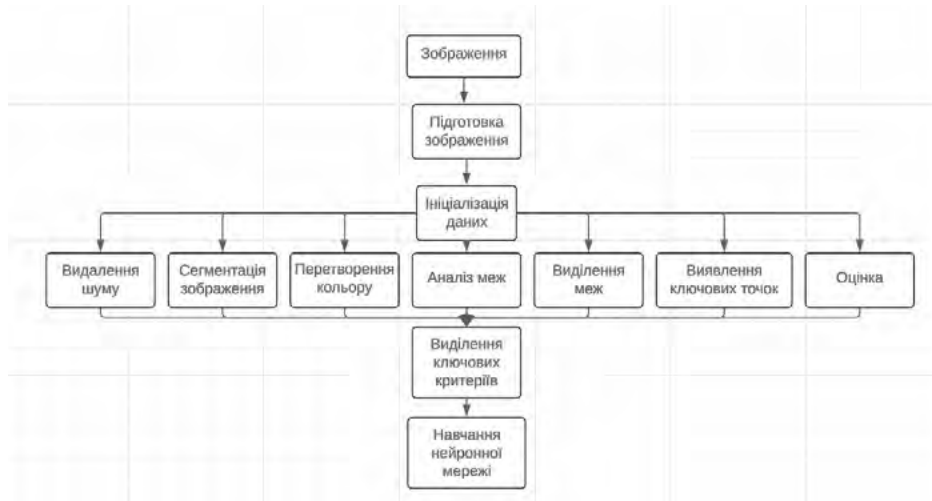 Зображення
Підготовка
зображення
Ініціалізація
даних
Видалення
шуму
Сегментація
зображення
Перетворення
кольору
Аналіз меж
Виділення
меж
Виявлення
ключових точок
Оцінка
Виділення
ключових
критеріїв
Навчання
нейронної
мережі